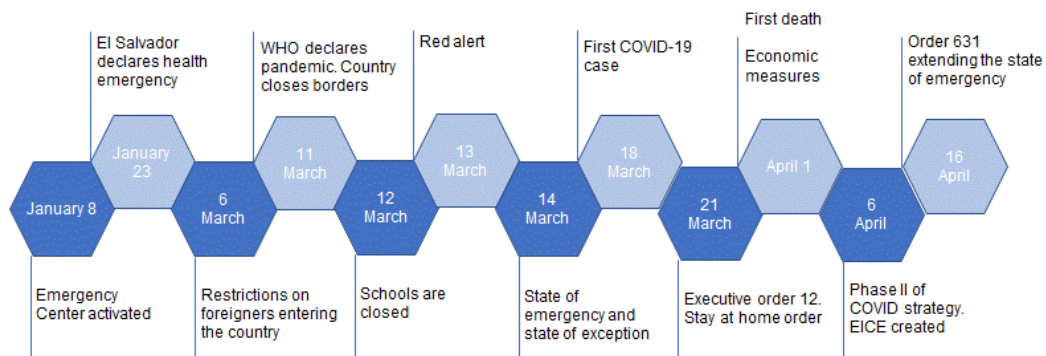 El Salvador
declares health
emergency
WHO declares
pandemic. Country
closes borders
Red alert
First COVID-19
case
First death
Economic
measures
Order 631
extending the state
of emergency
January
23
11
March
13
March
18
March
April 1
16
April
January 8
6
March
12
March
14
March
21
March
6
April
Emergency
Center activated
Restrictions on
foreigners entering
the country
Schools are
closed
State of
emergency and
state of exception
Executive order 12.
Stay at home order
Phase II of
COVID strategy.
EICE created